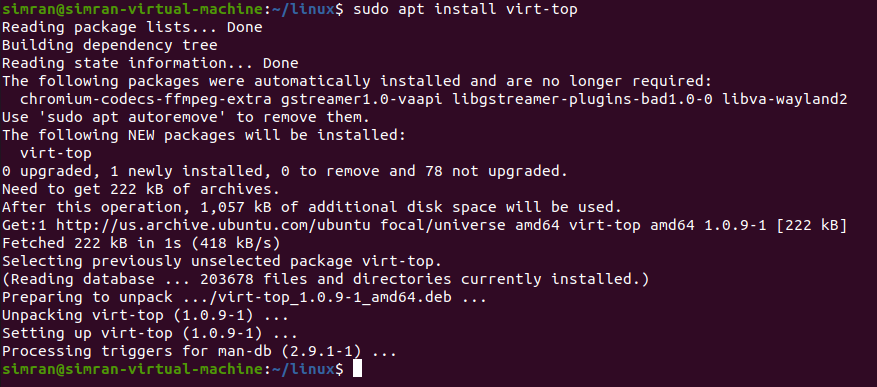 simran@simran-virtual-machine:~/linux$ sudo apt install virt-top
Reading package lists... Done
Building dependency tree
Reading state information... Done
The following packages were automatically installed and are no longer required:
  chromium-codecs-ffmpeg-extra gstreamer1.0-vaapi libgstreamer-plugins-bad1.0-0 libva-wayland2
Use 'sudo apt autoremove' to remove them.
The following NEW packages will be installed:
  virt-top
0 upgraded, 1 newly installed, 0 to remove and 78 not upgraded.
Need to get 222 kB of archives.
After this operation, 1,057 kB of additional disk space will be used.
Get:1 http://us.archive.ubuntu.com/ubuntu focal/universe amd64 virt-top amd64 1.0.9-1 [222 kB]
Fetched 222 kB in 1s (418 kB/s)
Selecting previously unselected package virt-top.
(Reading database ... 203678 files and directories currently installed.)
Preparing to unpack .../virt-top_1.0.9-1_amd64.deb ...
Unpacking virt-top (1.0.9-1) ...
Setting up virt-top (1.0.9-1) ...
Processing triggers for man-db (2.9.1-1) ...
simran@simran-virtual-machine:~/linux$